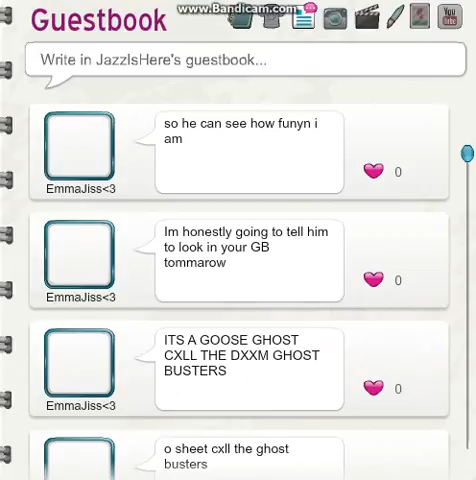 www.Bandicam.com
Guestbook
You
Tube
Write in JazzIsHere's guestbook...
so he can see how funyn i
am
0
EmmaJiss<3
Im honestly going to tell him
to look in your GB
tommarow
0
EmmaJiss<3
ITS A GOOSE GHOST
CXLL THE DXXM GHOST
BUSTERS
0
EmmaJiss<3
o sheet cxll the ghost
busters